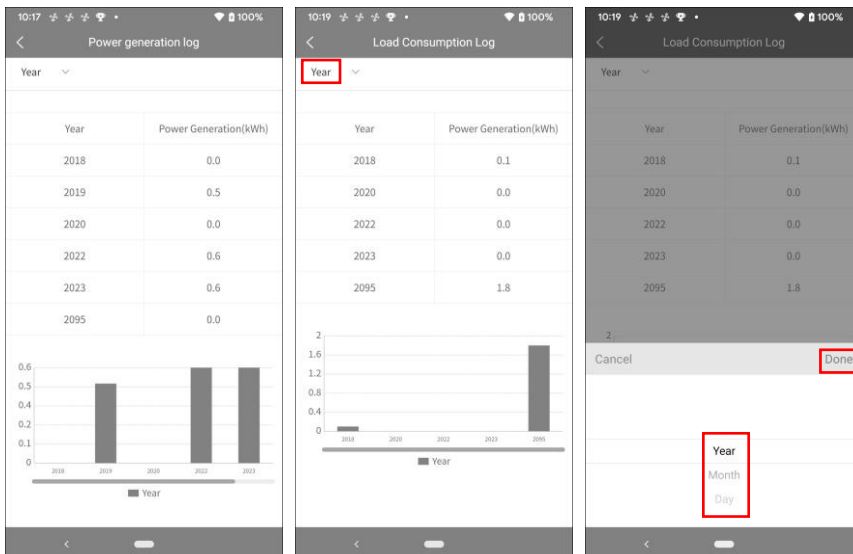 10:17
100%
Power generation log
Year
Year Power Generation(kWh)
2018 0.0
2019 0.5
2020 0.0
2022 0.6
2023 0.6
2095 0.0
0.6
0.5
0.4
0.2
0.1
0
2018 2019 2020 2022 2023
Year
10:19
100%
Load Consumption Log
Year
Year Power Generation(kWh)
2018 0.1
2020 0.0
2022 0.0
2023 0.0
2095 1.8
2
1.6
1.2
0.8
0.4
0
2018 2020 2022 2023 2095
Year
10:19
100%
Load Consumption Log
Year
Year Power Generation(kWh)
2018 0.1
2020 0.0
2022 0.0
2023 0.0
2095 1.8
2
Cancel Done
Year
Month
Day